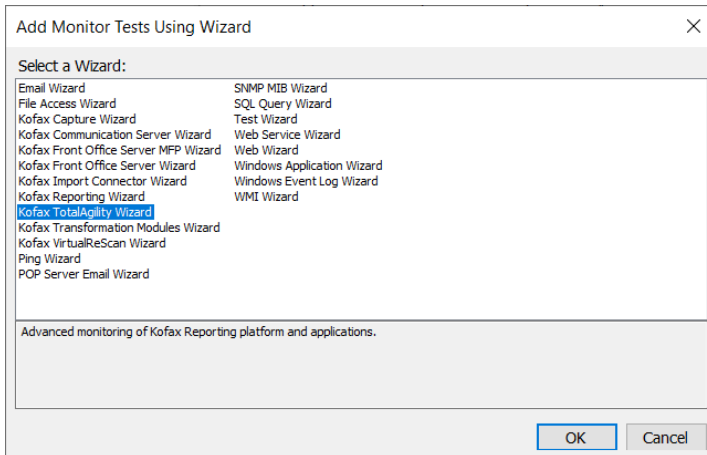 Add Monitor Tests Using Wizard
Select a Wizard:
Email Wizard
File Access Wizard
Kofax Capture Wizard
Kofax Communication Server Wizard
Kofax Front Office Server MFP Wizard
Kofax Front Office Server Wizard
Kofax Import Connector Wizard
Kofax Reporting Wizard
Kofax TotalAgility Wizard
Kofax Transformation Modules Wizard
Kofax VirtualReScan Wizard
Ping Wizard
POP Server Email Wizard
SNMP MIB Wizard
SQL Query Wizard
Test Wizard
Web Service Wizard
Web Wizard
Windows Application Wizard
Windows Event Log Wizard
WMI Wizard
Advanced monitoring of Kofax Reporting platform and applications.
OK
Cancel